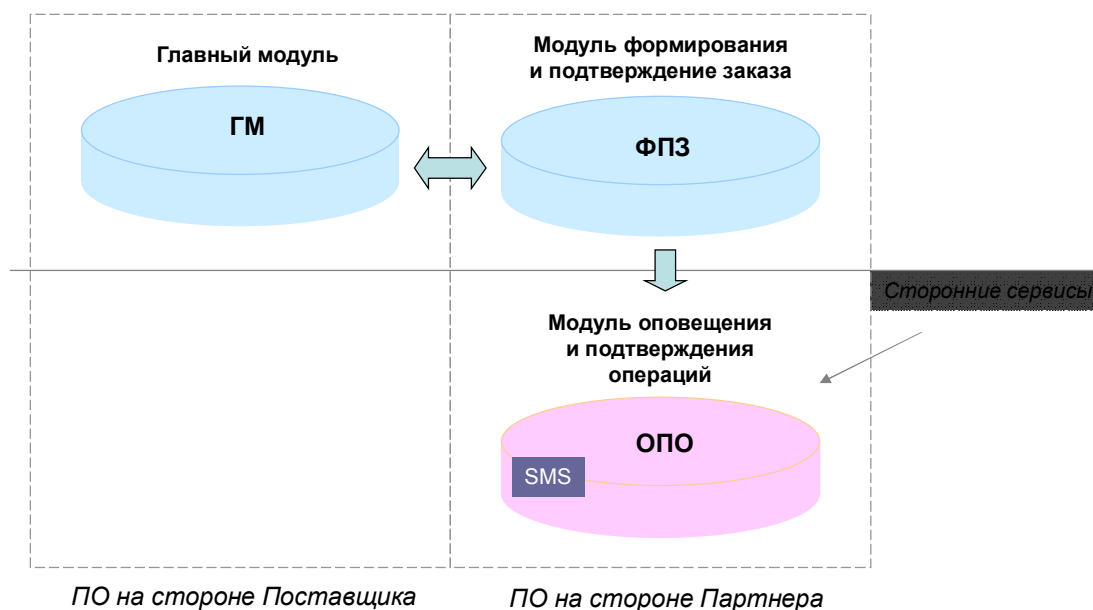 Главный модуль
Модуль формирования
и подтверждение заказа
ГМ
ФПЗ
Сторонние сервисы
Модуль оповещения
и подтверждения
операций
ОПО
SMS
ПО на стороне Поставщика
ПО на стороне Партнера